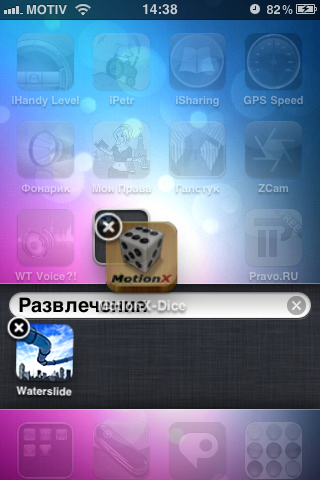 MOTIV 14:38 82%
iHandy Level iPetr iSharing GPS Speed
Фонарик Мои Права Галстук ZCam
WT Voice?! FREE Pravo.RU
MotionX
Развлечения
X-Dice
Waterslide